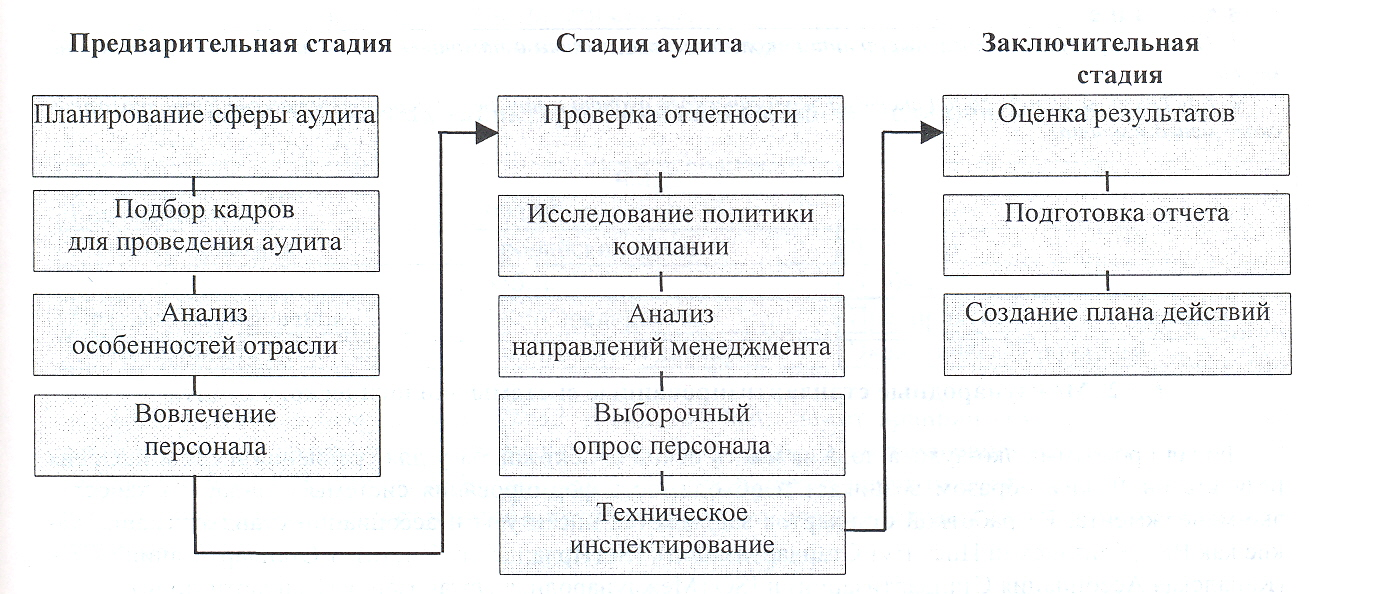 Предварительная стадия
Планирование сферы аудита
Подбор кадров
для проведения аудита
Анализ
особенностей отрасли
Вовлечение
персонала
Стадия аудита
Проверка отчетности
Исследование политики
компании
Анализ
направлений менеджмента
Выборочный
опрос персонала
Техническое
инспектирование
Заключительная
стадия
Оценка результатов
Подготовка отчета
Создание плана действий